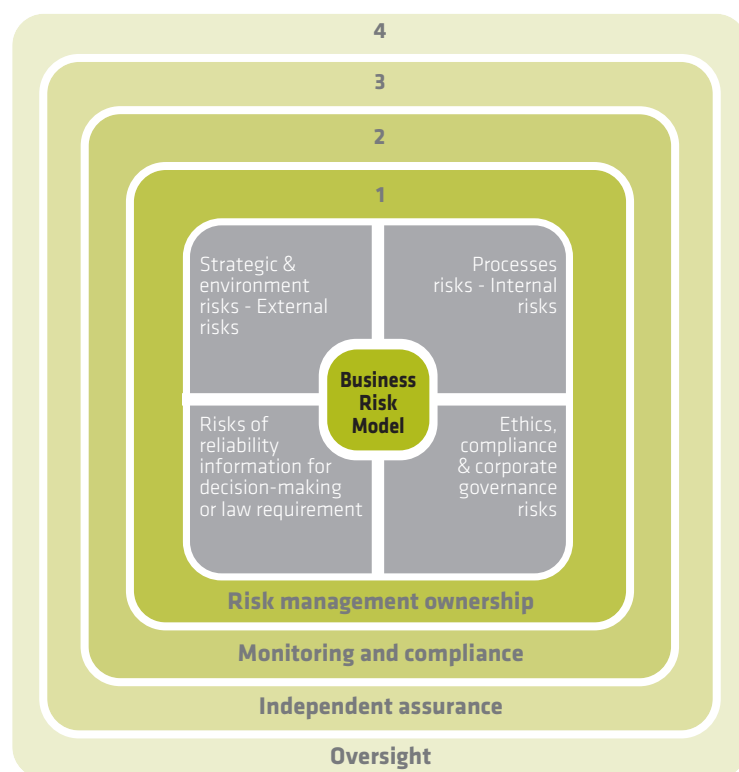 4
3
2
1
Strategic &
environment
risks - External
risks
Processes
risks - Internal
risks
Business
Risk
Model
Risks of
reliability
information for
decision-making
or law requirement
Ethics,
compliance
& corporate
governance
risks
Risk management ownership
Monitoring and compliance
Independent assurance
Oversight